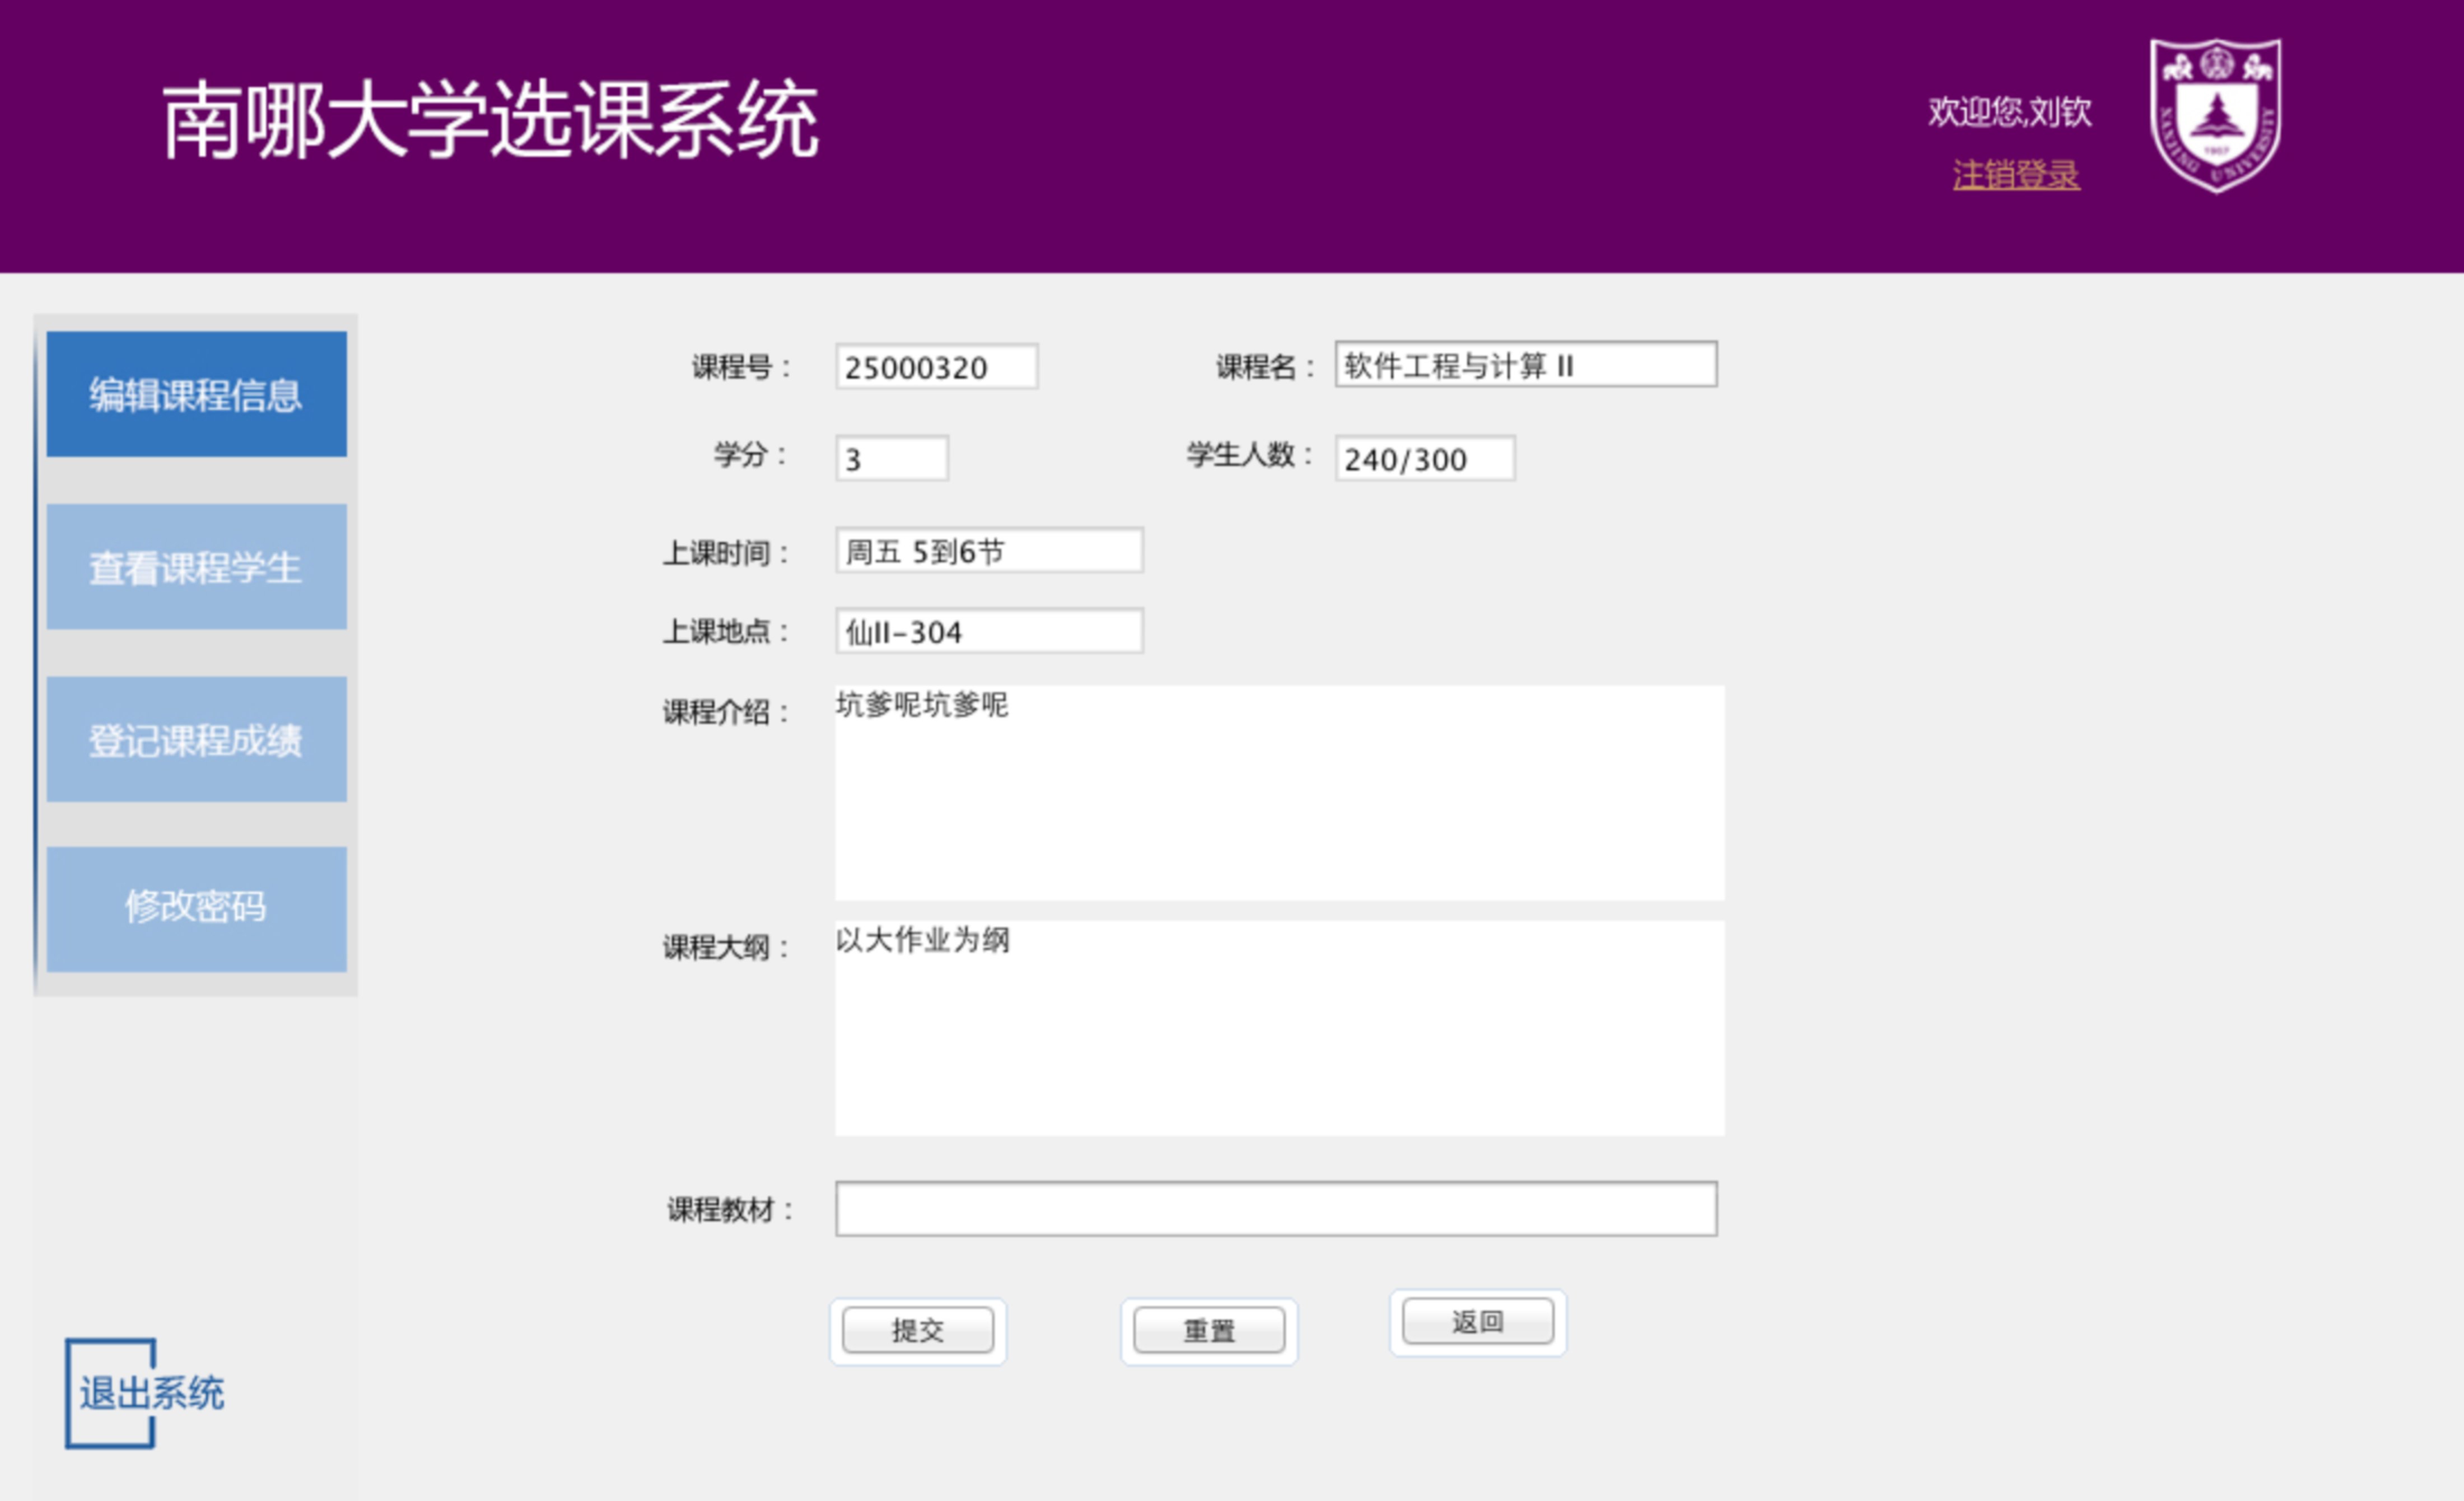 南哪大学选课系统
欢迎您,刘钦
注销登录
NANJING UNIVERSITY
1902
编辑课程信息
查看课程学生
登记课程成绩
修改密码
退出系统
课程号： 25000320 课程名： 软件工程与计算 II
学分： 3 学生人数： 240/300
上课时间： 周五 5到6节
上课地点： 仙II-304
课程介绍： 坑爹呢坑爹呢
课程大纲： 以大作业为纲
课程教材：
提交 重置 返回